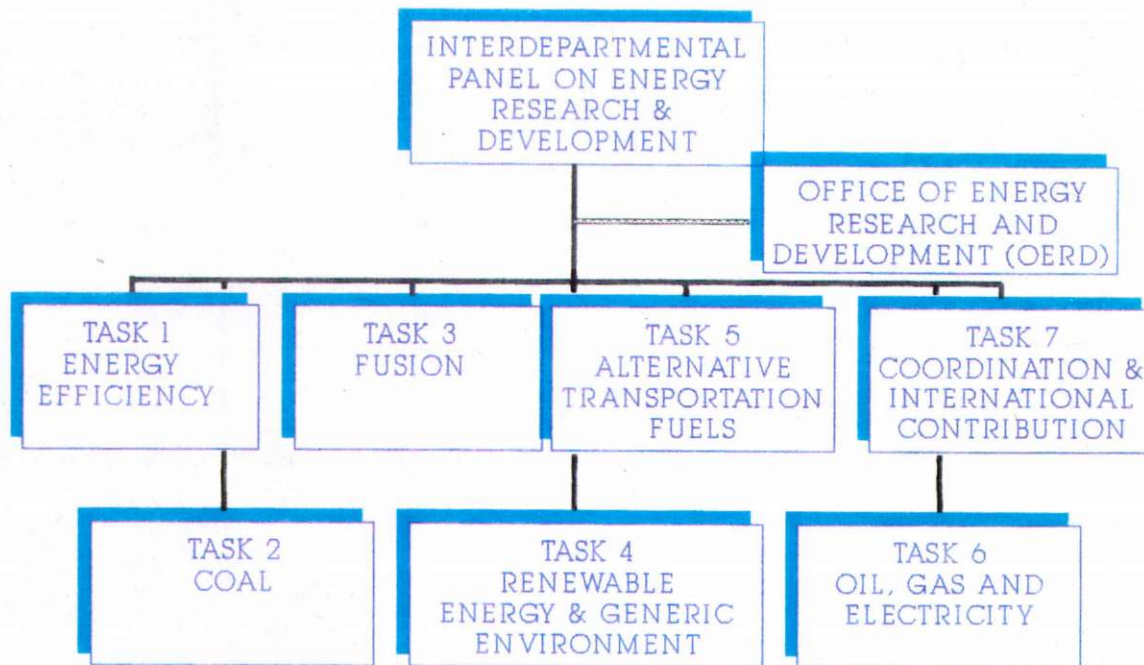 INTERDEPARTMENTAL
PANEL ON ENERGY
RESEARCH &
DEVELOPMENT
OFFICE OF ENERGY
RESEARCH AND
DEVELOPMENT (OERD)
TASK 1
ENERGY
EFFICIENCY
TASK 3
FUSION
TASK 5
ALTERNATIVE
TRANSPORTATION
FUELS
TASK 7
COORDINATION &
INTERNATIONAL
CONTRIBUTION
TASK 2
COAL
TASK 4
RENEWABLE
ENERGY & GENERIC
ENVIRONMENT
TASK 6
OIL, GAS AND
ELECTRICITY